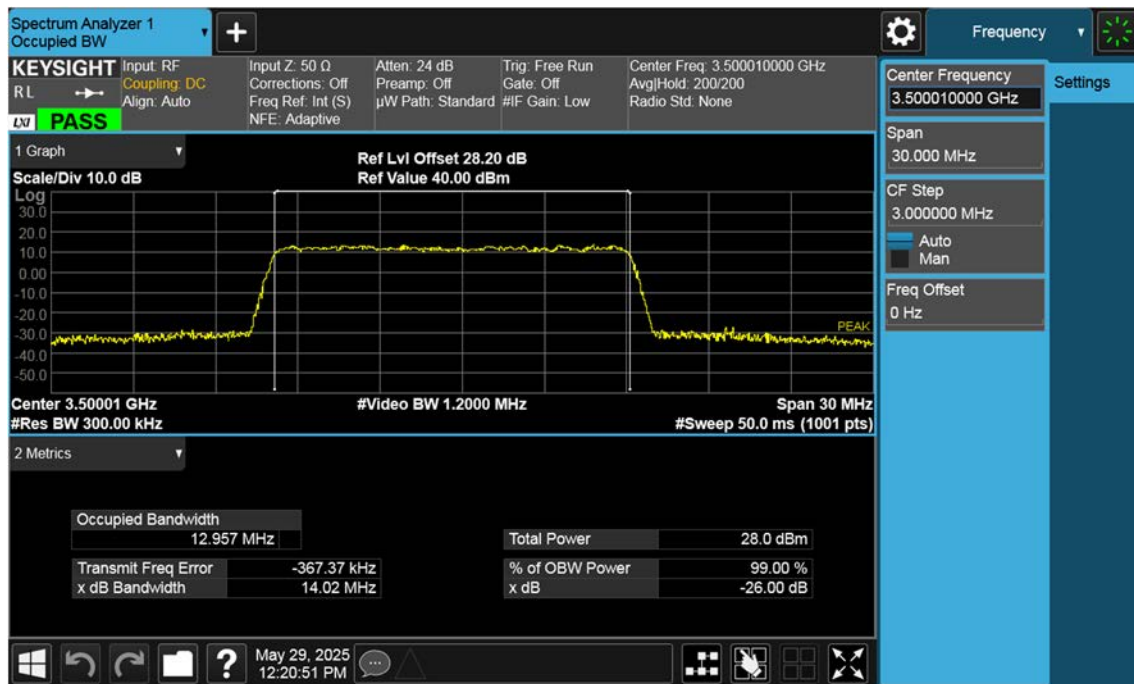 Spectrum Analyzer 1
Occupied BW
+
Frequency
KEYSIGHT
RL
LXI PASS
Input: RF
Coupling: DC
Align: Auto
Input Z: 50 Ω
Corrections: Off
Freq Ref: Int (S)
NFE: Adaptive
Atten: 24 dB
Preamp: Off
µW Path: Standard
Trig: Free Run
Gate: Off
#IF Gain: Low
Center Freq: 3.500010000 GHz
Avg|Hold: 200/200
Radio Std: None
1 Graph
Scale/Div 10.0 dB
Ref Lvl Offset 28.20 dB
Ref Value 40.00 dBm
Log
30.0
20.0
10.0
0.00
-10.0
-20.0
-30.0
-40.0
-50.0
PEAK
Center 3.50001 GHz
#Video BW 1.2000 MHz
Span 30 MHz
#Res BW 300.00 kHz
#Sweep 50.0 ms (1001 pts)
2 Metrics
Occupied Bandwidth
12.957 MHz
Transmit Freq Error -367.37 kHz
x dB Bandwidth 14.02 MHz
Total Power 28.0 dBm
% of OBW Power 99.00 %
x dB -26.00 dB
Center Frequency
3.500010000 GHz
Span
30.000 MHz
CF Step
3.000000 MHz
Auto
Man
Freq Offset
0 Hz
Settings
?
May 29, 2025
12:20:51 PM